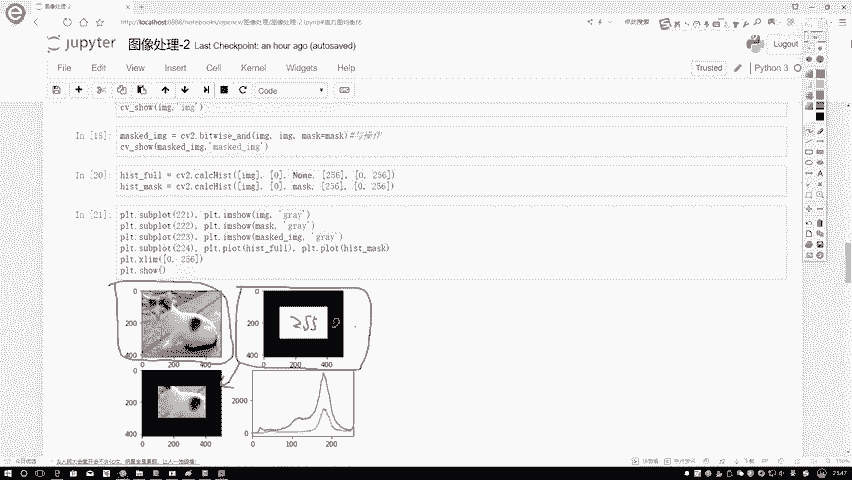 图像处理-2
http://localhost:8888/notebooks/opencv/图像处理/图像处理-2.ipynb#直方图均衡化
jupyter 图像处理-2 Last Checkpoint: an hour ago (autosaved)
Logout
File Edit View Insert Cell Kernel Widgets Help
Trusted Python 3
Code
cv_show(img,'img')
In [15]: masked_img = cv2.bitwise_and(img, img, mask=mask)#与操作
cv_show(masked_img,'masked_img')
In [20]: hist_full = cv2.calcHist([img], [0], None, [256], [0, 256])
hist_mask = cv2.calcHist([img], [0], mask, [256], [0, 256])
In [21]: plt.subplot(221), plt.imshow(img, 'gray')
plt.subplot(222), plt.imshow(mask, 'gray')
plt.subplot(223), plt.imshow(masked_img, 'gray')
plt.subplot(224), plt.plot(hist_full), plt.plot(hist_mask)
plt.xlim([0, 256])
plt.show()
0 0
200 200
255 0
400 400
0 200 400
0 2000
200
400 0
0 200 400 0 100 200
21:47